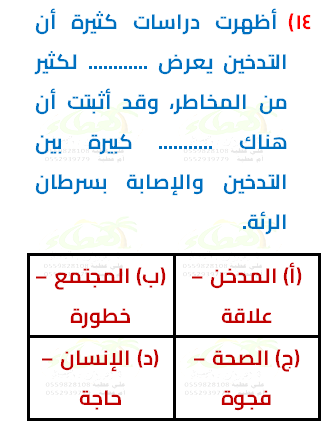 ١٤) أظهرت دراسات كثيرة أن
التدخين يعرض ............ لكثير
من المخاطر، وقد أثبتت أن
هناك ........... كبيرة بين
التدخين والإصابة بسرطان
الرئة.
(أ) المدخن –
علاقة
(ب) المجتمع –
خطورة
(ج) الصحة –
فجوة
(د) الإنسان –
حاجة